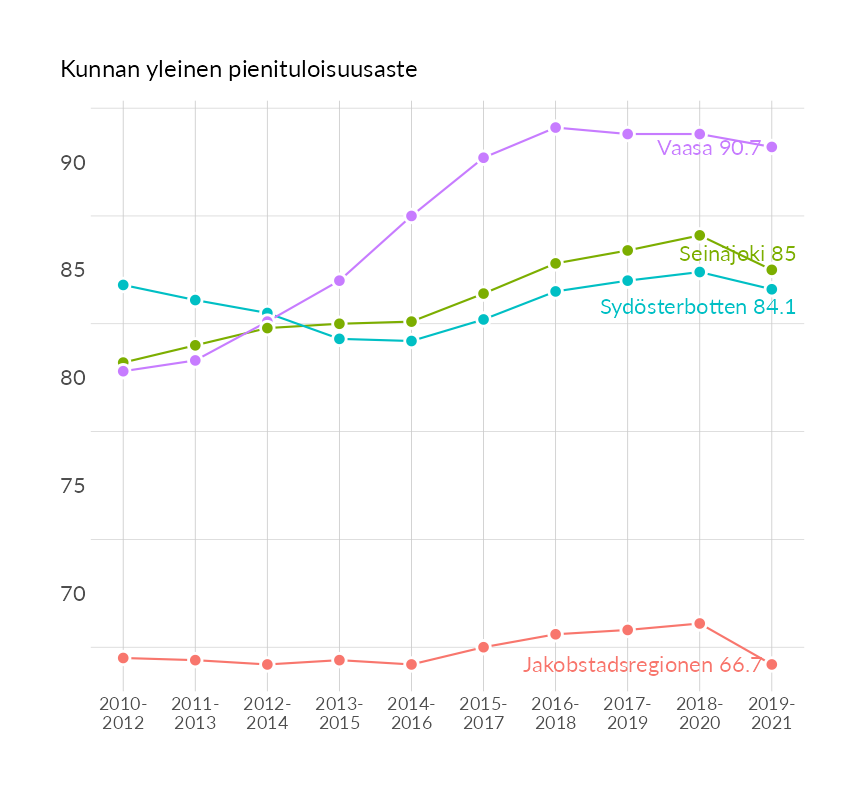 Kunnan yleinen pienituloisuusaste
90
Vaasa 90.7
Seinäjoki 85
85
Sydösterbotten 84.1
80
75
70
Jakobstadsregionen 66.7
2010- 2011- 2012- 2013- 2014- 2015- 2016- 2017- 2018- 2019-
2012 2013 2014 2015 2016 2017 2018 2019 2020 2021